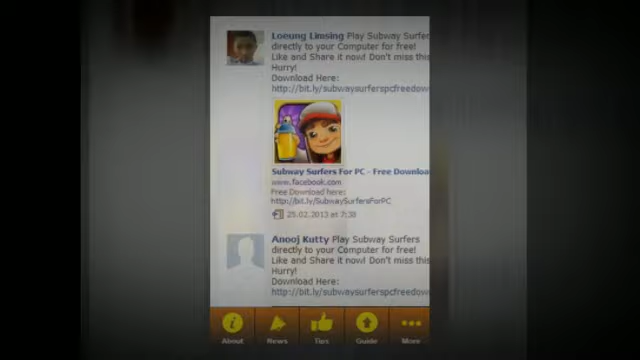 Loeung Limsing Play Subway Surfers
directly to your Computer for free!
Like and Share it now! Don't miss this
Hurry!
Download Here:
http://bit.ly/subwaysurferspcfreedow
Subway Surfers For PC - Free Downloa
www.facebook.com
Free Download here:
http://bit.ly/SubwaySurfersForPC
25.02.2013 at 7:38
Anooj Kutty Play Subway Surfers
directly to your Computer for free!
Like and Share it now! Don't miss this
Hurry!
Download Here:
http://bit.ly/subwaysurferspcfreedow
About News Tips Guide More